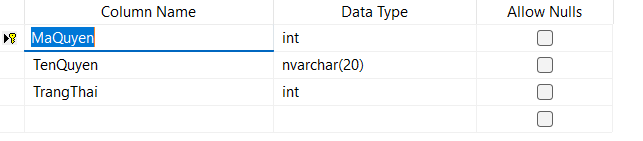 Column Name Data Type Allow Nulls
MaQuyen int
TenQuyen nvarchar(20)
TrangThai int